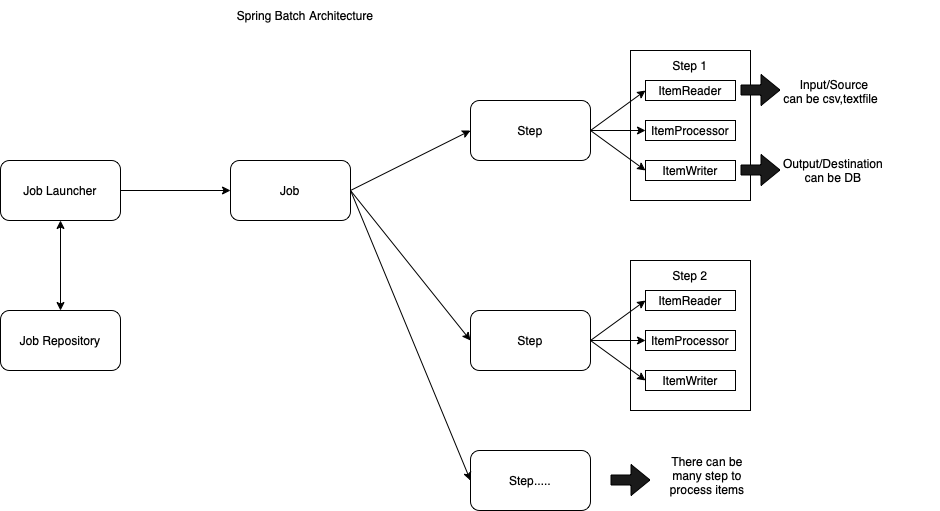 Spring Batch Architecture
Step 1
ItemReader
Input/Source
can be csv,textfile
Step
ItemProcessor
ItemWriter
Output/Destination
can be DB
Job Launcher
Job
Step 2
ItemReader
Job Repository
Step
ItemProcessor
ItemWriter
Step.....
There can be
many step to
process items